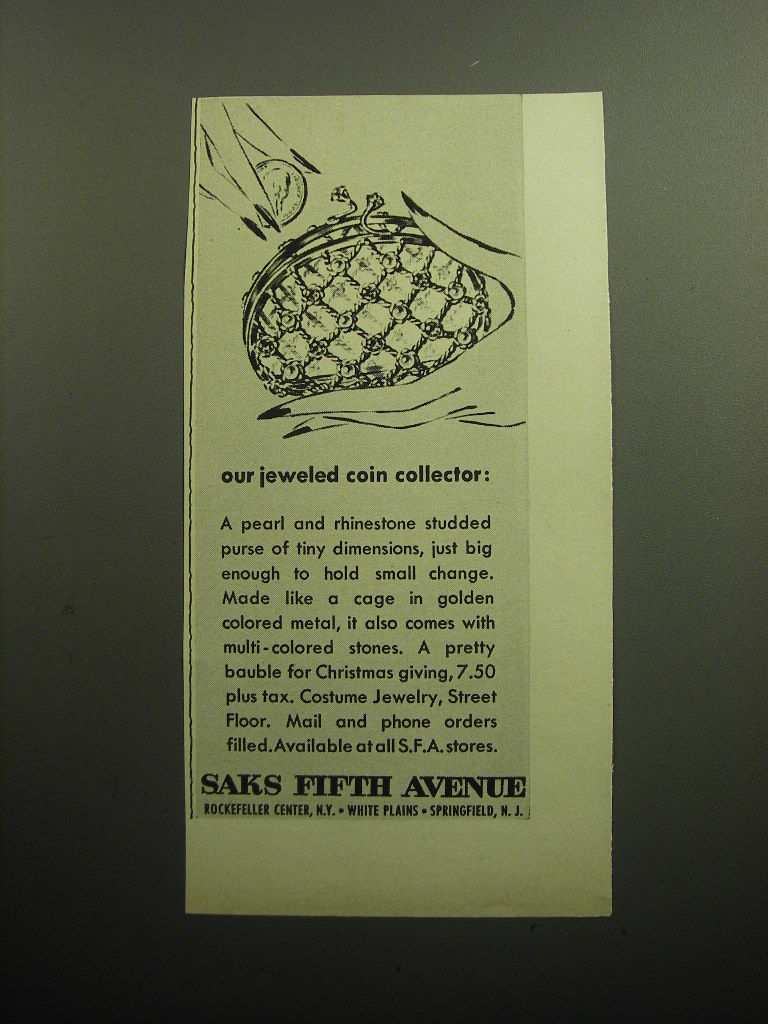 our jeweled coin collector:
A pearl and rhinestone studded
purse of tiny dimensions, just big
enough to hold small change.
Made like a cage in golden
colored metal, it also comes with
multi-colored stones. A pretty
bauble for Christmas giving, 7.50
plus tax. Costume Jewelry, Street
Floor. Mail and phone orders
filled. Available at all S.F.A. stores.
SAKS FIFTH AVENUE
ROCKEFELLER CENTER, N.Y. • WHITE PLAINS • SPRINGFIELD, N. J.